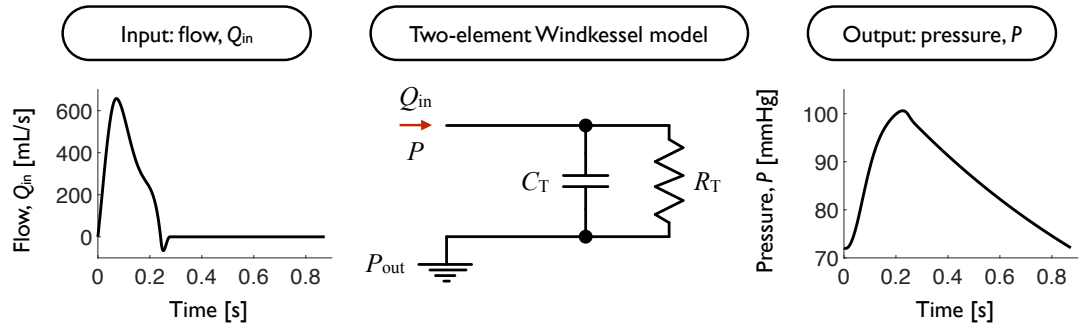 Input: flow, Qin
Two-element Windkessel model
Output: pressure, P
Flow, Qin [mL/s]
600
400
200
0
0
0.2
0.4
0.6
0.8
Time [s]
Qin
P
CT
RT
Pout
Pressure, P [mmHg]
100
90
80
70
0
0.2
0.4
0.6
0.8
Time [s]